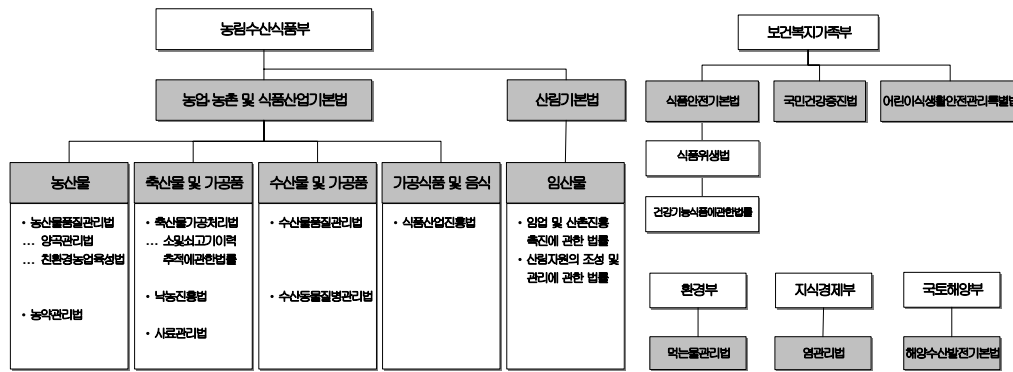 농림수산식품부
농업·농촌 및 식품산업기본법
산림기본법
농산물
축산물 및 가공품
수산물 및 가공품
가공식품 및 음식
임산물
• 농산물품질관리법
… 양곡관리법
… 친환경농업육성법
• 농약관리법
• 축산물가공처리법
… 소및쇠고기이력
추적에관한법률
• 낙농진흥법
• 사료관리법
• 수산물품질관리법
• 수산동물질병관리법
• 식품산업진흥법
• 임업 및 산촌진흥
촉진에 관한 법률
• 산림자원의 조성 및
관리에 관한 법률
보건복지가족부
식품안전기본법
국민건강증진법
어린이식생활안전관리특별법
식품위생법
건강기능식품에관한법률
환경부
지식경제부
국토해양부
먹는물관리법
염관리법
해양수산발전기본법